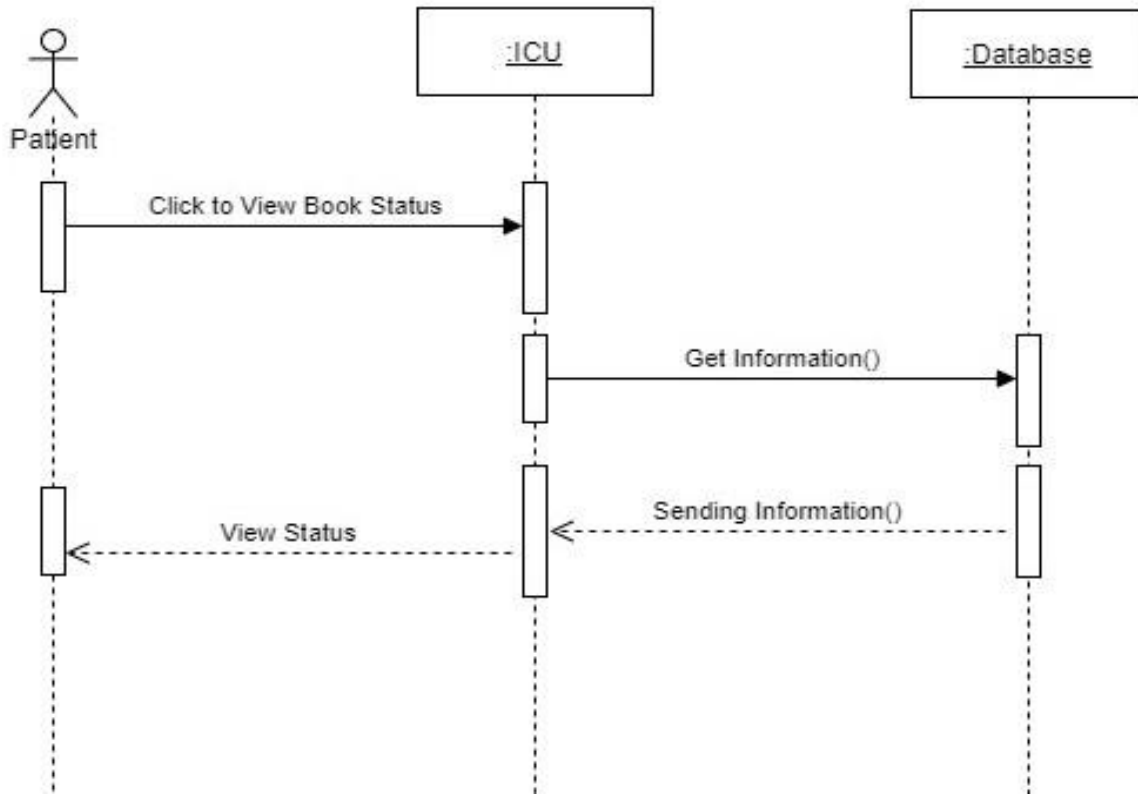 :ICU
:Database
Patient
Click to View Book Status
Get Information()
Sending Information()
View Status